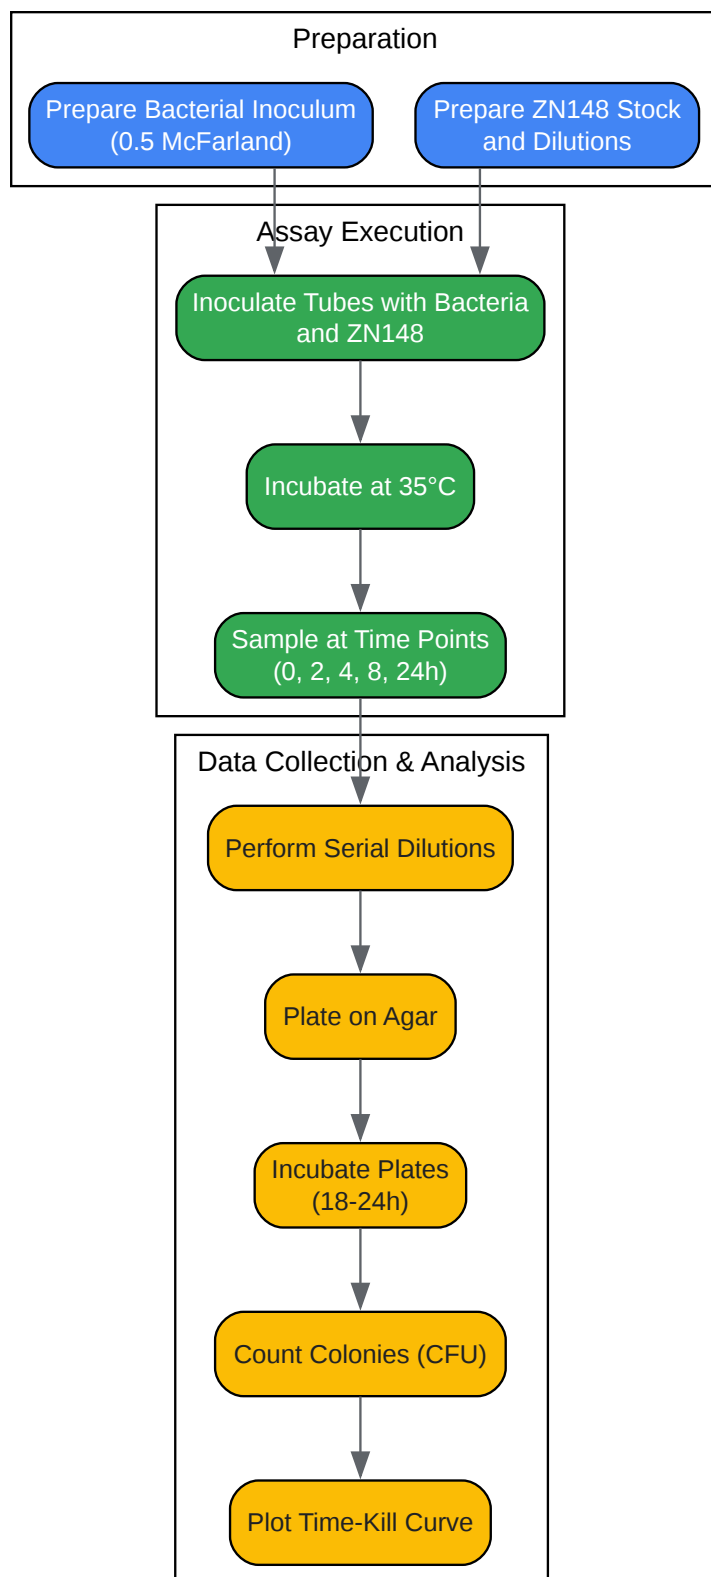 Preparation
Prepare Bacterial Inoculum
(0.5 McFarland)
Prepare ZN148 Stock
and Dilutions
Assay Execution
Inoculate Tubes with Bacteria
and ZN148
Incubate at 35°C
Sample at Time Points
(0, 2, 4, 8, 24h)
Data Collection & Analysis
Perform Serial Dilutions
Plate on Agar
Incubate Plates
(18-24h)
Count Colonies (CFU)
Plot Time-Kill Curve